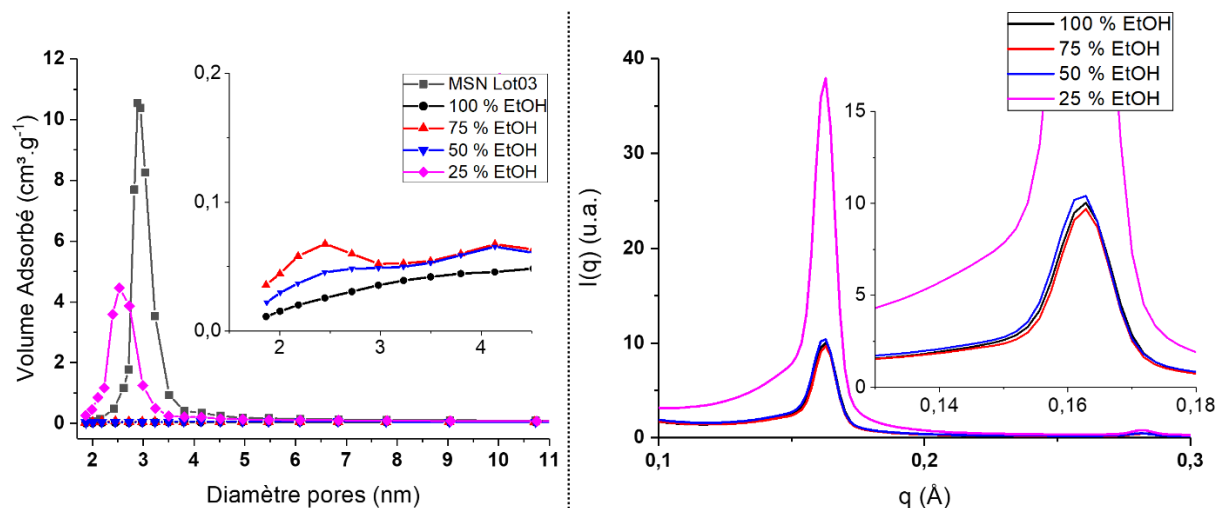 Volume Adsorbé (cm³.g⁻¹)
12
10
8
6
4
2
0
2 3 4 5 6 7 8 9 10 11
Diamètre pores (nm)
0,2
0,1
0,0
2 3 4
MSN Lot03
100 % EtOH
75 % EtOH
50 % EtOH
25 % EtOH
I(q) (u.a.)
40
30
20
10
0
0,1 0,2 0,3
q (Å)
100 % EtOH
75 % EtOH
50 % EtOH
25 % EtOH
15
10
5
0
0,14 0,16 0,18